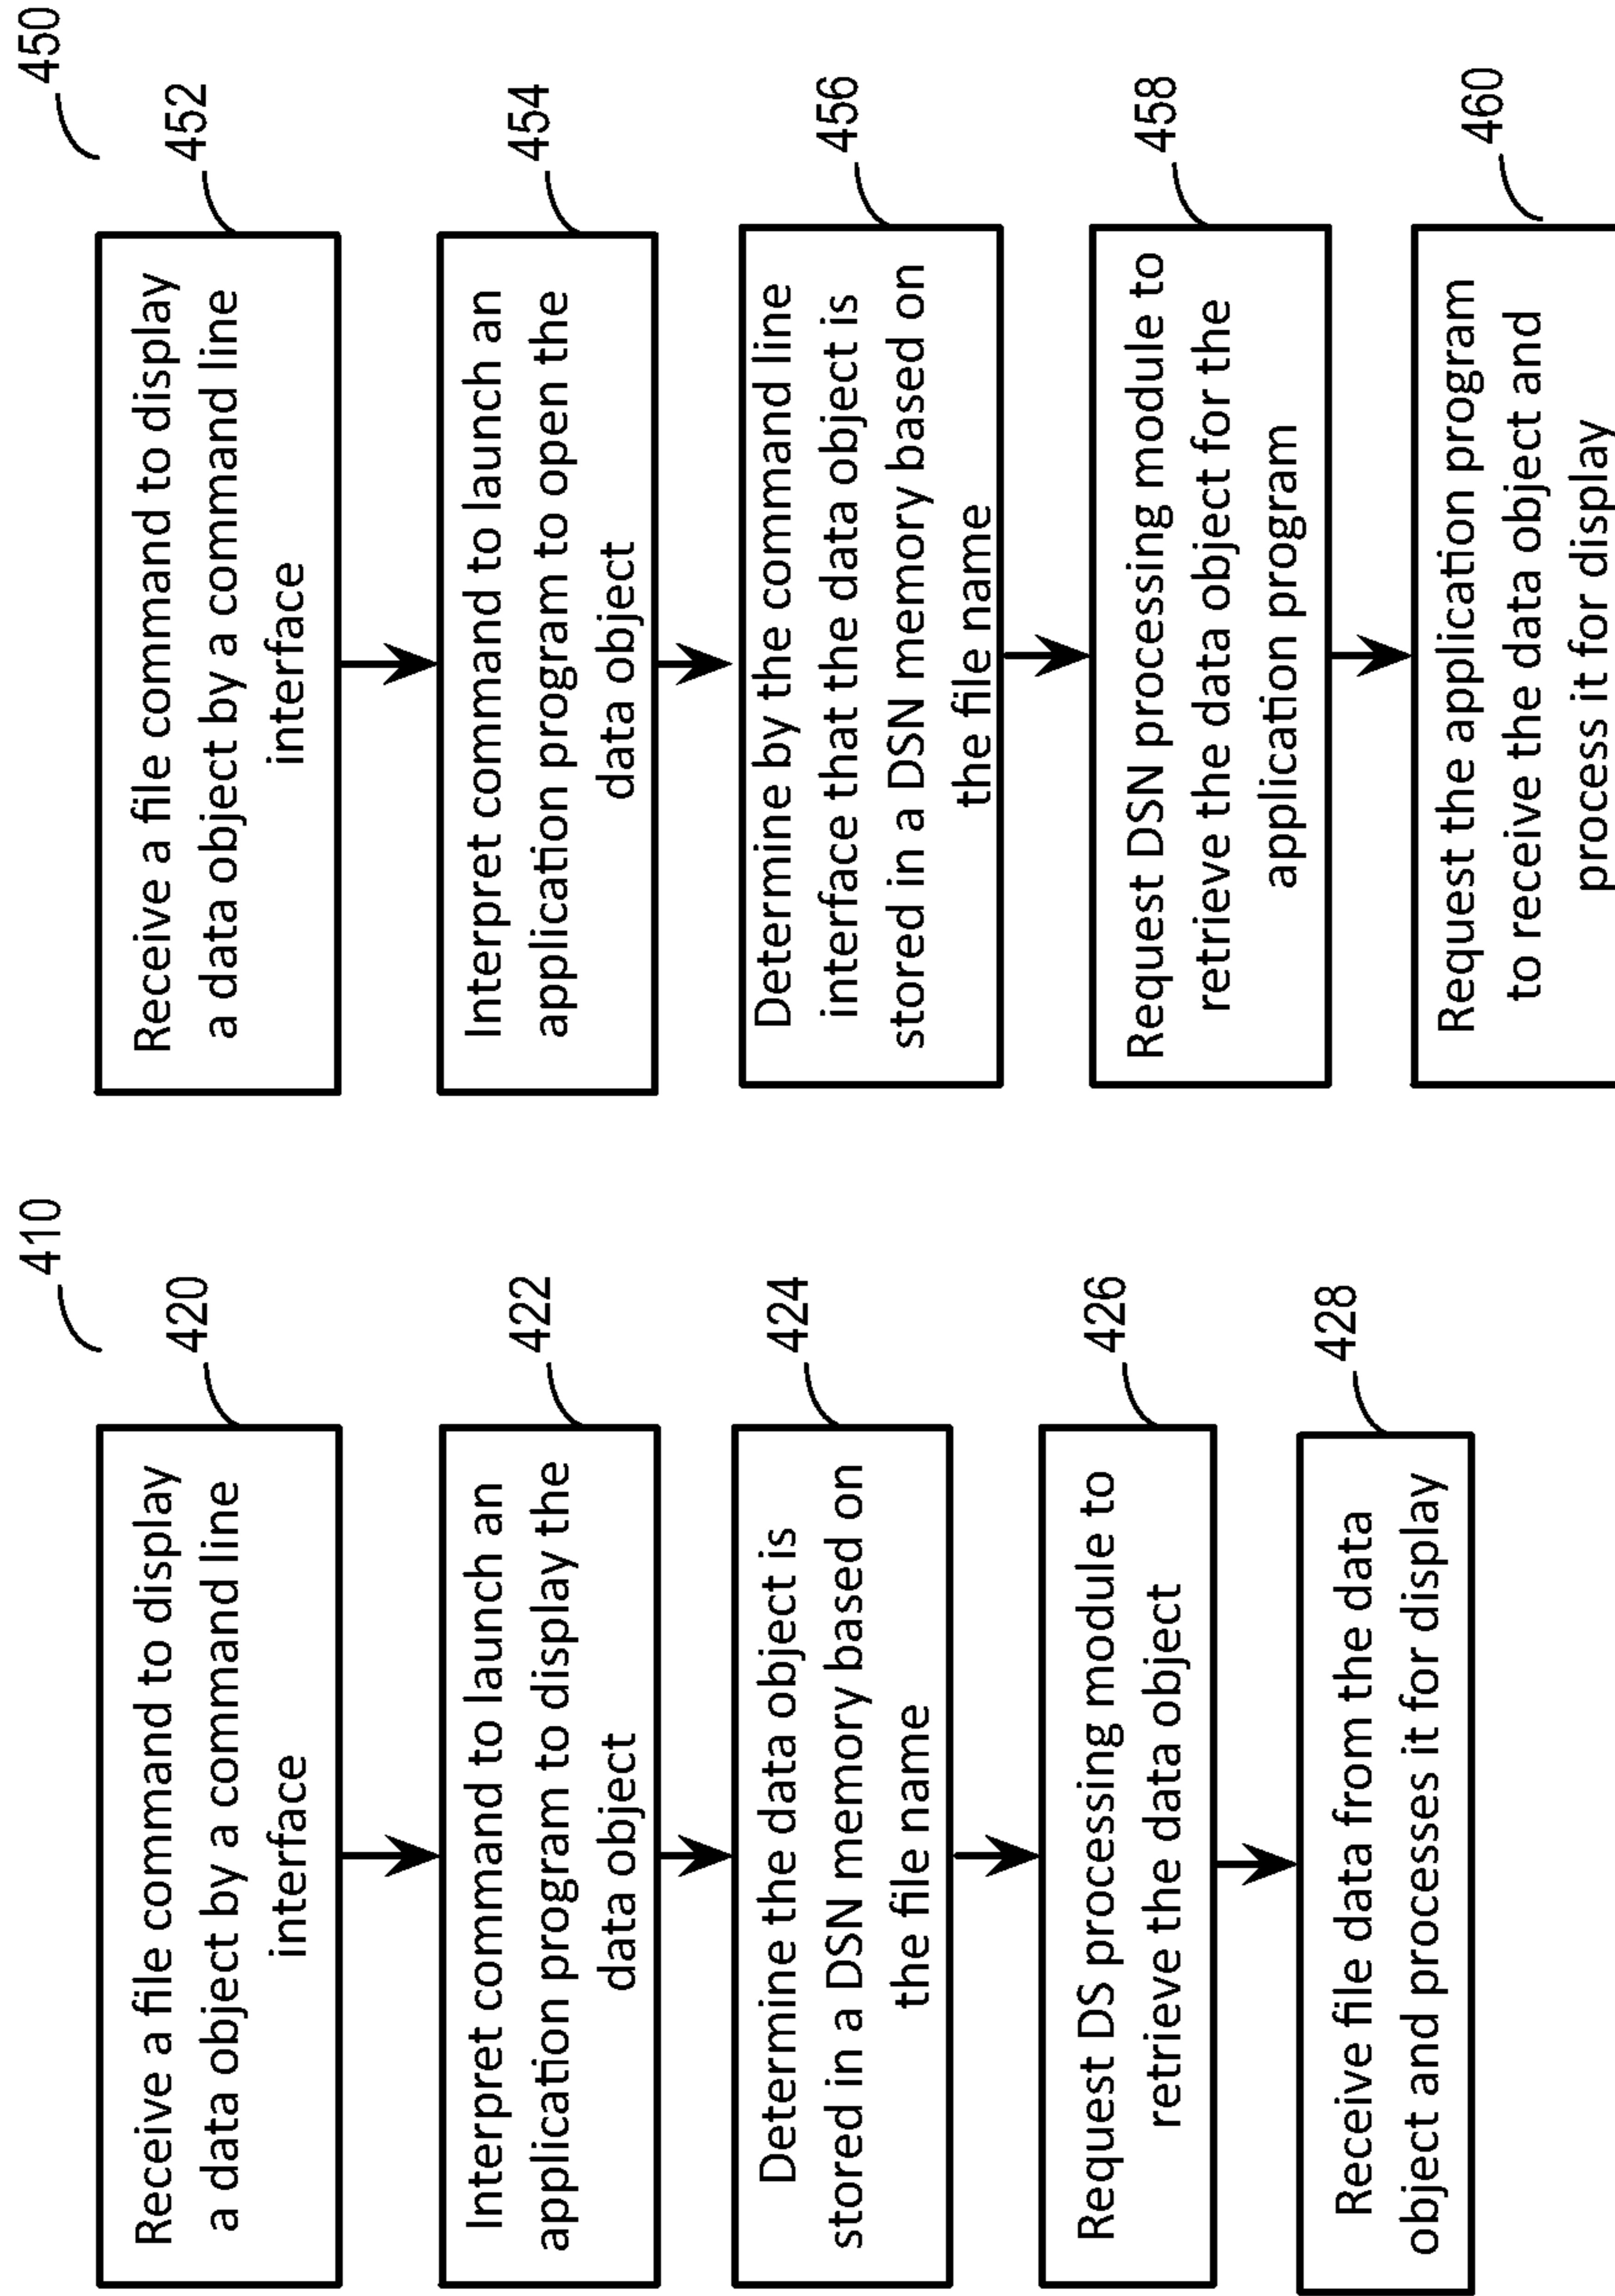 410
420
Receive a file command to display
a data object by a command line
interface
422
Interpret command to launch an
application program to display the
data object
424
Determine the data object is
stored in a DSN memory based on
the file name
426
Request DS processing module to
retrieve the data object
428
Receive file data from the data
object and processes it for display
450
452
Receive a file command to display
a data object by a command line
interface
454
Interpret command to launch an
application program to open the
data object
456
Determine by the command line
interface that the data object is
stored in a DSN memory based on
the file name
458
Request DSN processing module to
retrieve the data object for the
application program
460
Request the application program
to receive the data object and
process it for display